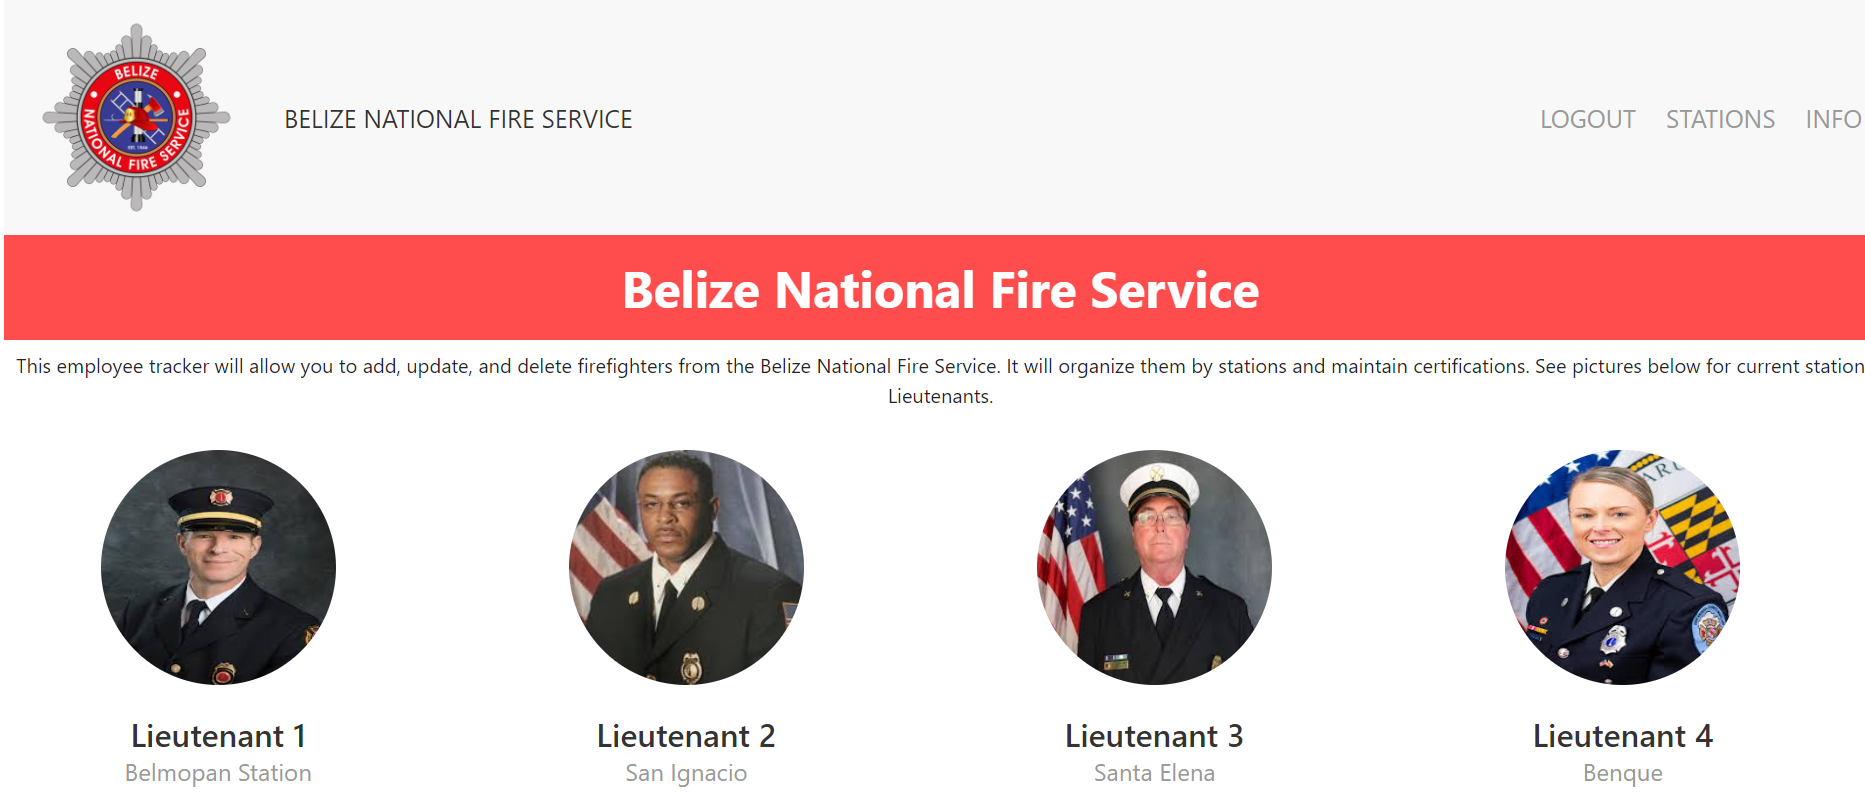 BELIZE
NATIONAL FIRE SERVICE
EST. 1946
BELIZE NATIONAL FIRE SERVICE
LOGOUT STATIONS INFO
Belize National Fire Service
This employee tracker will allow you to add, update, and delete firefighters from the Belize National Fire Service. It will organize them by stations and maintain certifications. See pictures below for current station
Lieutenants.
Lieutenant 1 Lieutenant 2 Lieutenant 3 Lieutenant 4
Belmopan Station San Ignacio Santa Elena Benque